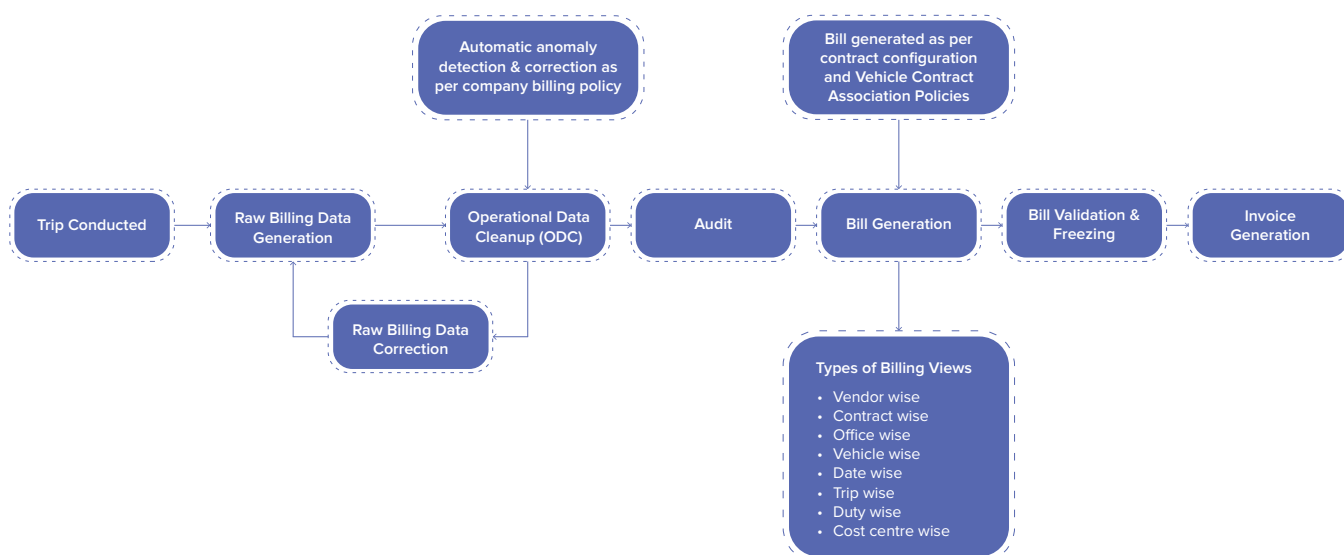 Automatic anomaly
detection & correction as
per company billing policy
Bill generated as per
contract configuration
and Vehicle Contract
Association Policies
Trip Conducted
Raw Billing Data
Generation
Operational Data
Cleanup (ODC)
Audit
Bill Generation
Bill Validation &
Freezing
Invoice
Generation
Raw Billing Data
Correction
Types of Billing Views
• Vendor wise
• Contract wise
• Office wise
• Vehicle wise
• Date wise
• Trip wise
• Duty wise
• Cost centre wise